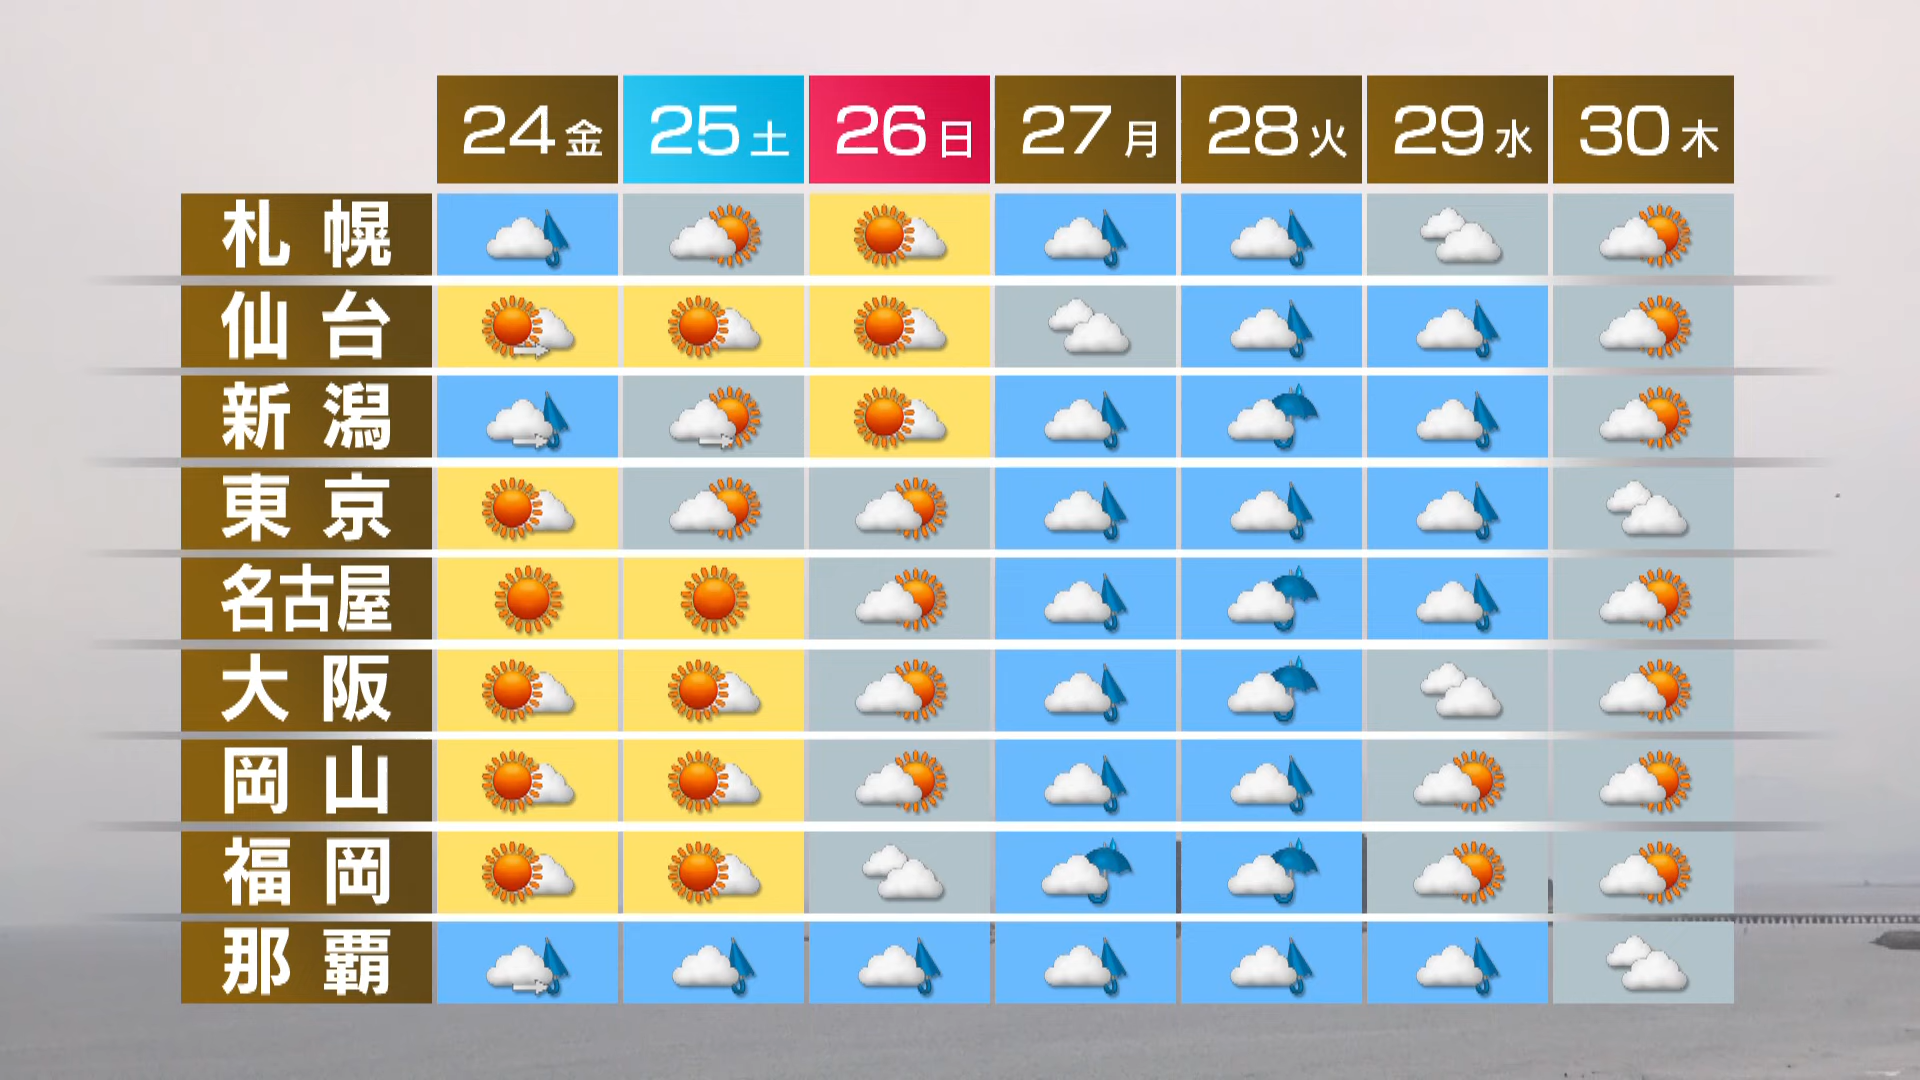 24金 25土 26日 27月 28火 29水 30木
札幌
仙台
新潟
東京
名古屋
大阪
岡山
福岡
那覇